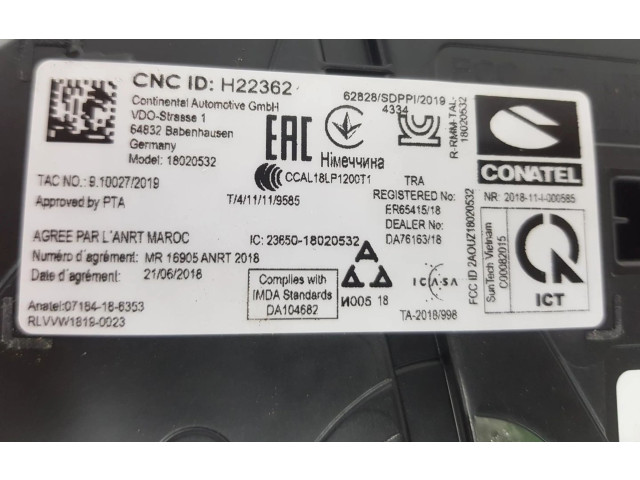 CNC ID: H22362
Continental Automotive GmbH
VDO-Strasse 1
64832 Babenhausen
Germany
Model: 18020532
TAC NO.: 9.10027/2019
Approved by PTA
AGREE PAR L'ANRT MAROC
Numéro d'agrément: MR 16905 ANRT 2018
Date d'agrément: 21/06/2018
Anatel:07184-18-6353
RLVVW1819-0023
EAC
Німеччина
CCAL18LP1200T1
T/4/11/11/9585
IC: 23650-18020532
Complies with
IMDA Standards
DA104682
62828/SDPPI/2019
4334
R-RMM-TAL-
18020532
TRA
REGISTERED No:
ER65415/18
DEALER No:
DA76163/18
И005 18
ICASA
TA-2018/998
CONATEL
NR: 2018-11-I-000585
FCC ID 2AOUZ18020532
SunTech Vietnam
C00082015
ICT